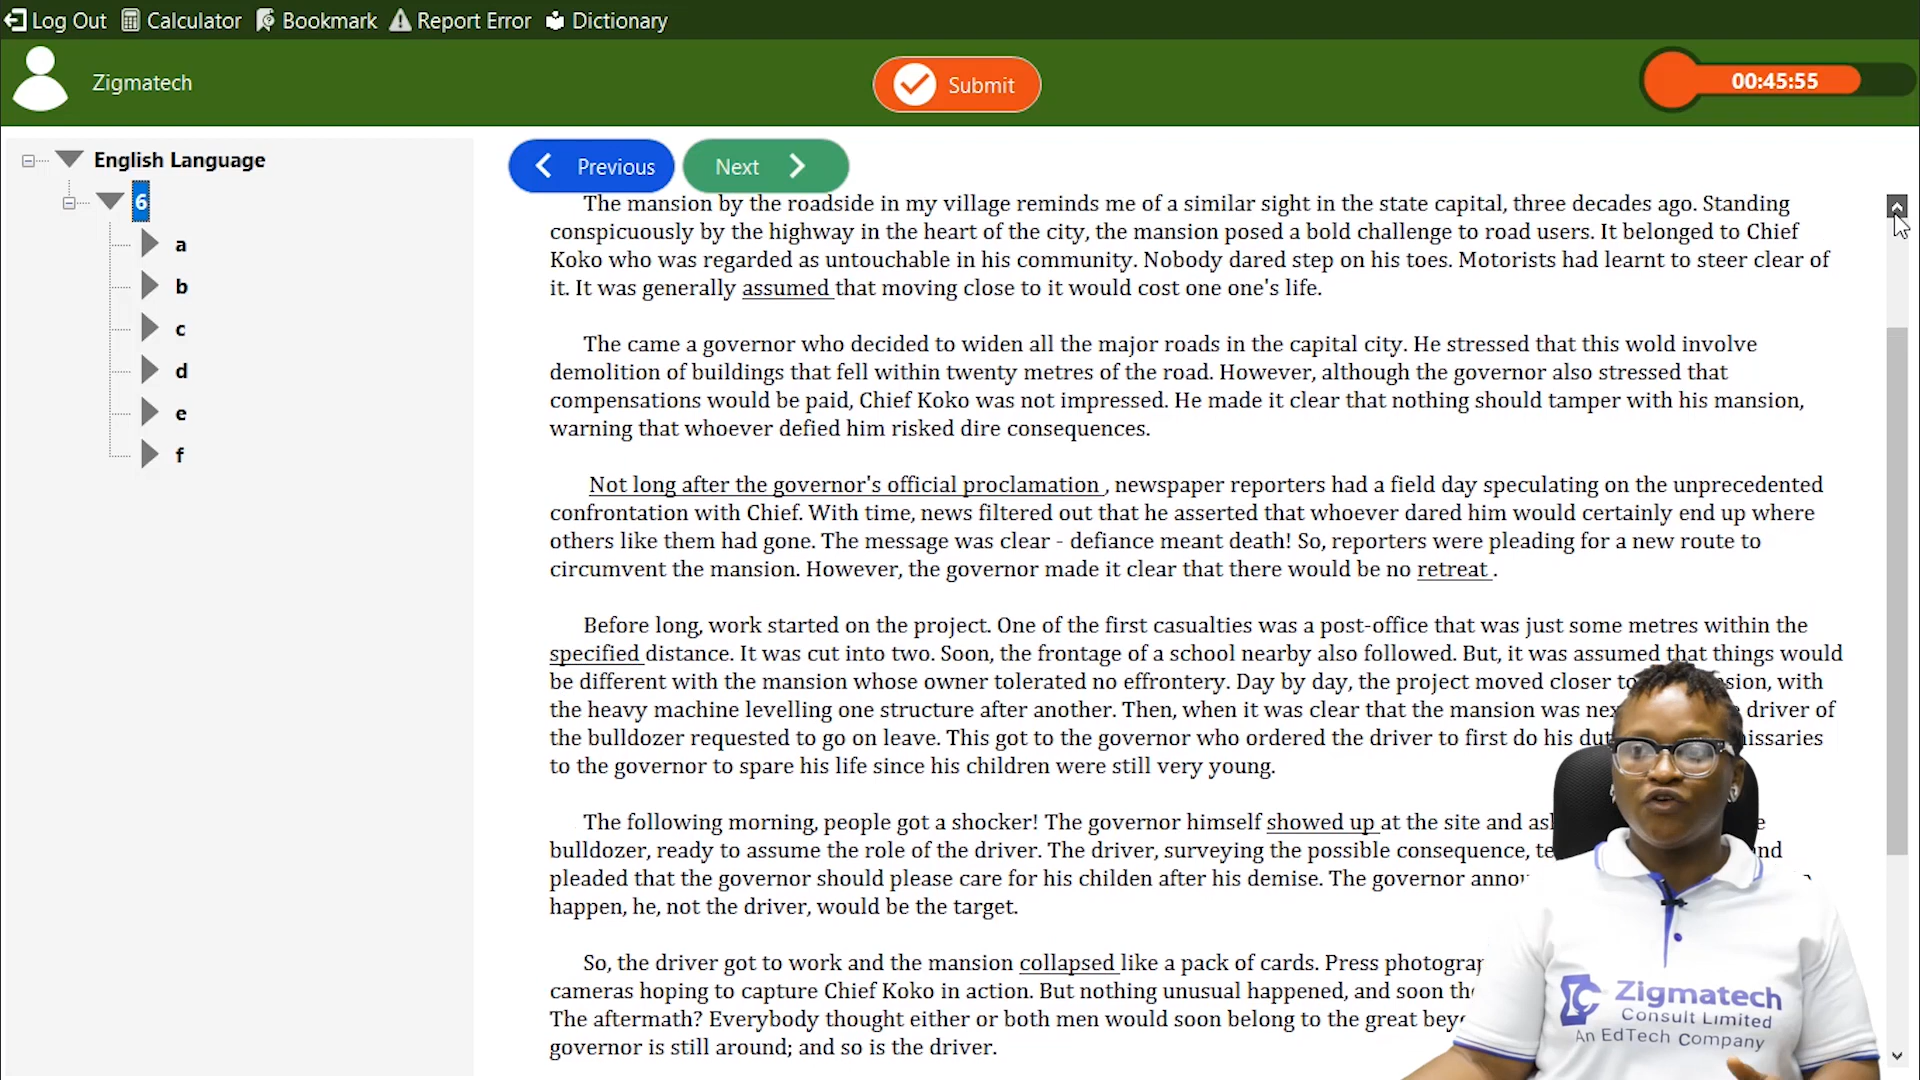 Log Out Calculator Bookmark Report Error Dictionary
Zigmatech
Submit
00:45:55
English Language
6
a
b
c
d
e
f
Previous Next
The mansion by the roadside in my village reminds me of a similar sight in the state capital, three decades ago. Standing
conspicuously by the highway in the heart of the city, the mansion posed a bold challenge to road users. It belonged to Chief
Koko who was regarded as untouchable in his community. Nobody dared step on his toes. Motorists had learnt to steer clear of
it. It was generally assumed that moving close to it would cost one one's life.
The came a governor who decided to widen all the major roads in the capital city. He stressed that this wold involve
demolition of buildings that fell within twenty metres of the road. However, although the governor also stressed that
compensations would be paid, Chief Koko was not impressed. He made it clear that nothing should tamper with his mansion,
warning that whoever defied him risked dire consequences.
Not long after the governor's official proclamation , newspaper reporters had a field day speculating on the unprecedented
confrontation with Chief. With time, news filtered out that he asserted that whoever dared him would certainly end up where
others like them had gone. The message was clear - defiance meant death! So, reporters were pleading for a new route to
circumvent the mansion. However, the governor made it clear that there would be no retreat .
Before long, work started on the project. One of the first casualties was a post-office that was just some metres within the
specified distance. It was cut into two. Soon, the frontage of a school nearby also followed. But, it was assumed that things would
be different with the mansion whose owner tolerated no effrontery. Day by day, the project moved closer to sion, with
the heavy machine levelling one structure after another. Then, when it was clear that the mansion was driver of
the bulldozer requested to go on leave. This got to the governor who ordered the driver to first do his issaries
to the governor to spare his life since his children were still very young.
The following morning, people got a shocker! The governor himself showed up at the site and
bulldozer, ready to assume the role of the driver. The driver, surveying the possible consequence, nd
pleaded that the governor should please care for his childen after his demise. The governor
happen, he, not the driver, would be the target.
So, the driver got to work and the mansion collapsed like a pack of cards. Press
cameras hoping to capture Chief Koko in action. But nothing unusual happened, and soon
The aftermath? Everybody thought either or both men would soon belong to the great
governor is still around; and so is the driver.
Zigmatech
Consult Limited
An EdTech Company